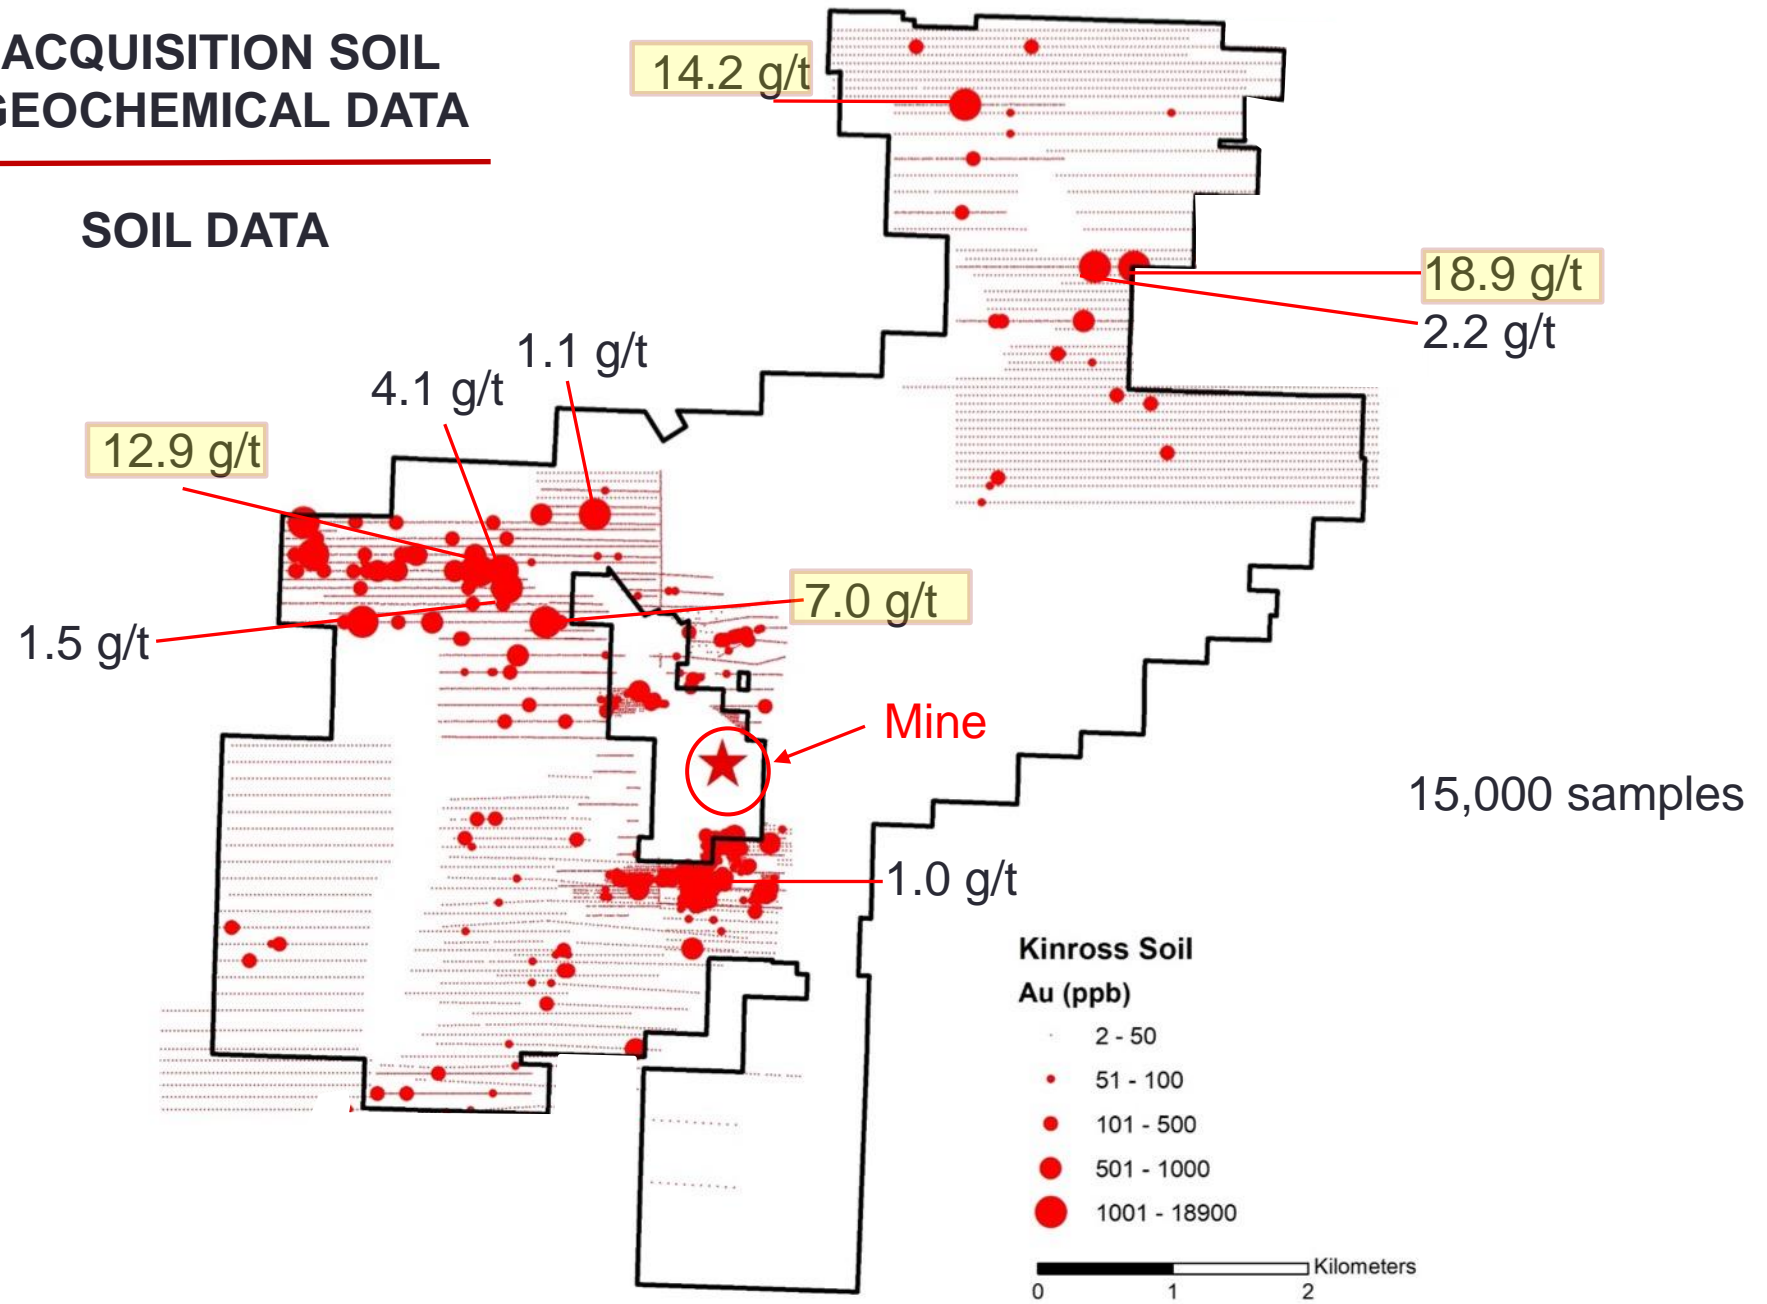 ACQUISITION SOIL
GEOCHEMICAL DATA
SOIL DATA
14.2 g/t
18.9 g/t
2.2 g/t
1.1 g/t
4.1 g/t
12.9 g/t
7.0 g/t
1.5 g/t
Mine
15,000 samples
1.0 g/t
Kinross Soil
Au (ppb)
2 - 50
51 - 100
101 - 500
501 - 1000
1001 - 18900
Kilometers
0 1 2